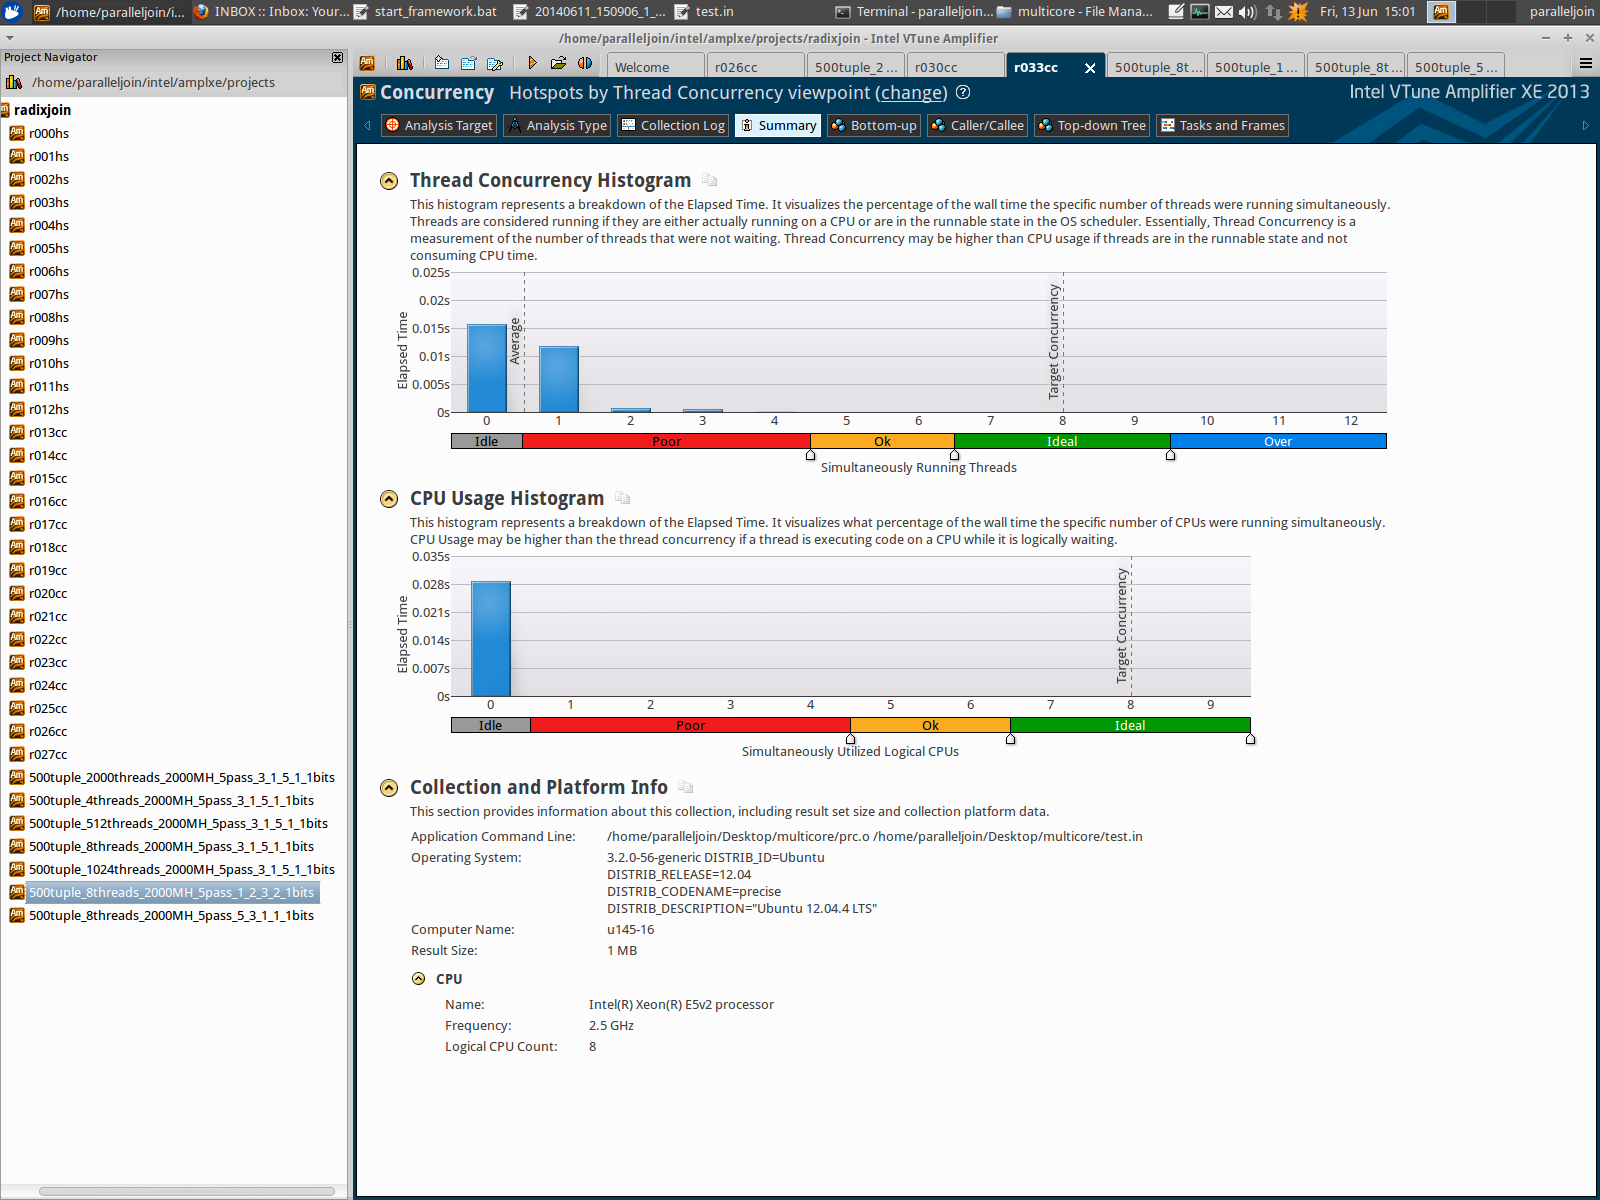 /home/paralleljoin/i...
INBOX :: Inbox: Your...
start_framework.bat
20140611_150906_1_...
test.in
Terminal - paralleljoin...
multicore - File Mana...
Fri, 13 Jun 15:01
paralleljoin
/home/paralleljoin/intel/amplxe/projects/radixjoin - Intel VTune Amplifier
Project Navigator
/home/paralleljoin/intel/amplxe/projects
radixjoin
r000hs
r001hs
r002hs
r003hs
r004hs
r005hs
r006hs
r007hs
r008hs
r009hs
r010hs
r011hs
r012hs
r013cc
r014cc
r015cc
r016cc
r017cc
r018cc
r019cc
r020cc
r021cc
r022cc
r023cc
r024cc
r025cc
r026cc
r027cc
500tuple_2000threads_2000MH_5pass_3_1_5_1_1bits
500tuple_4threads_2000MH_5pass_3_1_5_1_1bits
500tuple_512threads_2000MH_5pass_3_1_5_1_1bits
500tuple_8threads_2000MH_5pass_3_1_5_1_1bits
500tuple_1024threads_2000MH_5pass_3_1_5_1_1bits
500tuple_8threads_2000MH_5pass_1_2_3_2_1bits
500tuple_8threads_2000MH_5pass_5_3_1_1_1bits
Welcome
r026cc
500tuple_2 ...
r030cc
r033cc
500tuple_8t ...
500tuple_1 ...
500tuple_8t ...
500tuple_5 ...
Concurrency Hotspots by Thread Concurrency viewpoint (change)
Intel VTune Amplifier XE 2013
Analysis Target
Analysis Type
Collection Log
Summary
Bottom-up
Caller/Callee
Top-down Tree
Tasks and Frames
Thread Concurrency Histogram
This histogram represents a breakdown of the Elapsed Time. It visualizes the percentage of the wall time the specific number of threads were running simultaneously.
Threads are considered running if they are either actually running on a CPU or are in the runnable state in the OS scheduler. Essentially, Thread Concurrency is a
measurement of the number of threads that were not waiting. Thread Concurrency may be higher than CPU usage if threads are in the runnable state and not
consuming CPU time.
0.025s
0.02s
0.015s
0.01s
0.005s
0s
Elapsed Time
Average
Target Concurrency
0 1 2 3 4 5 6 7 8 9 10 11 12
Idle Poor Ok Ideal Over
Simultaneously Running Threads
CPU Usage Histogram
This histogram represents a breakdown of the Elapsed Time. It visualizes what percentage of the wall time the specific number of CPUs were running simultaneously.
CPU Usage may be higher than the thread concurrency if a thread is executing code on a CPU while it is logically waiting.
0.035s
0.028s
0.021s
0.014s
0.007s
0s
Elapsed Time
Target Concurrency
0 1 2 3 4 5 6 7 8 9
Idle Poor Ok Ideal
Simultaneously Utilized Logical CPUs
Collection and Platform Info
This section provides information about this collection, including result set size and collection platform data.
Application Command Line: /home/paralleljoin/Desktop/multicore/prc.o /home/paralleljoin/Desktop/multicore/test.in
Operating System: 3.2.0-56-generic DISTRIB_ID=Ubuntu
DISTRIB_RELEASE=12.04
DISTRIB_CODENAME=precise
DISTRIB_DESCRIPTION="Ubuntu 12.04.4 LTS"
Computer Name: u145-16
Result Size: 1 MB
CPU
Name: Intel(R) Xeon(R) E5v2 processor
Frequency: 2.5 GHz
Logical CPU Count: 8